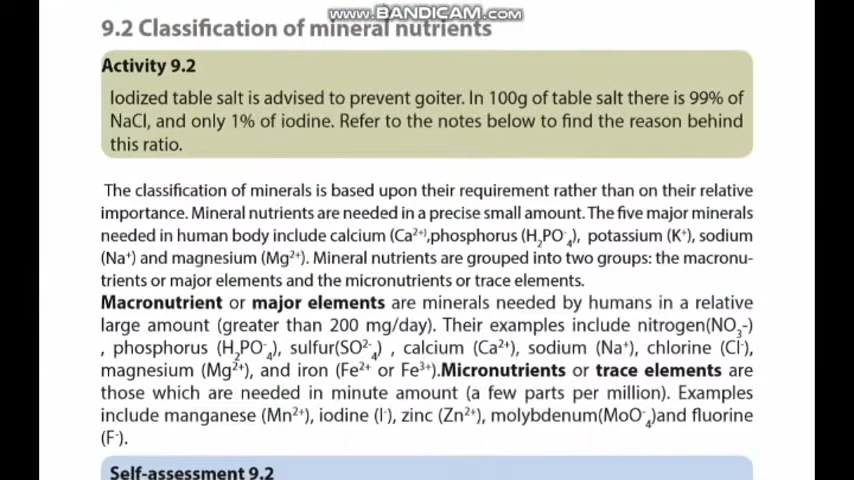 www.BANDICAM.com
9.2 Classification of mineral nutrients
Activity 9.2
Iodized table salt is advised to prevent goiter. In 100g of table salt there is 99% of
NaCl, and only 1% of iodine. Refer to the notes below to find the reason behind
this ratio.
The classification of minerals is based upon their requirement rather than on their relative
importance. Mineral nutrients are needed in a precise small amount. The five major minerals
needed in human body include calcium (Ca²⁺),phosphorus (H₂PO⁻₄), potassium (K⁺), sodium
(Na⁺) and magnesium (Mg²⁺). Mineral nutrients are grouped into two groups: the macronu-
trients or major elements and the micronutrients or trace elements.
Macronutrient or major elements are minerals needed by humans in a relative
large amount (greater than 200 mg/day). Their examples include nitrogen(NO₃-)
, phosphorus (H₂PO⁻₄), sulfur(SO²⁻₄) , calcium (Ca²⁺), sodium (Na⁺), chlorine (Cl⁻),
magnesium (Mg²⁺), and iron (Fe²⁺ or Fe³⁺).Micronutrients or trace elements are
those which are needed in minute amount (a few parts per million). Examples
include manganese (Mn²⁺), iodine (I⁻), zinc (Zn²⁺), molybdenum(MoO⁻₄)and fluorine
(F⁻).
Self-assessment 9.2